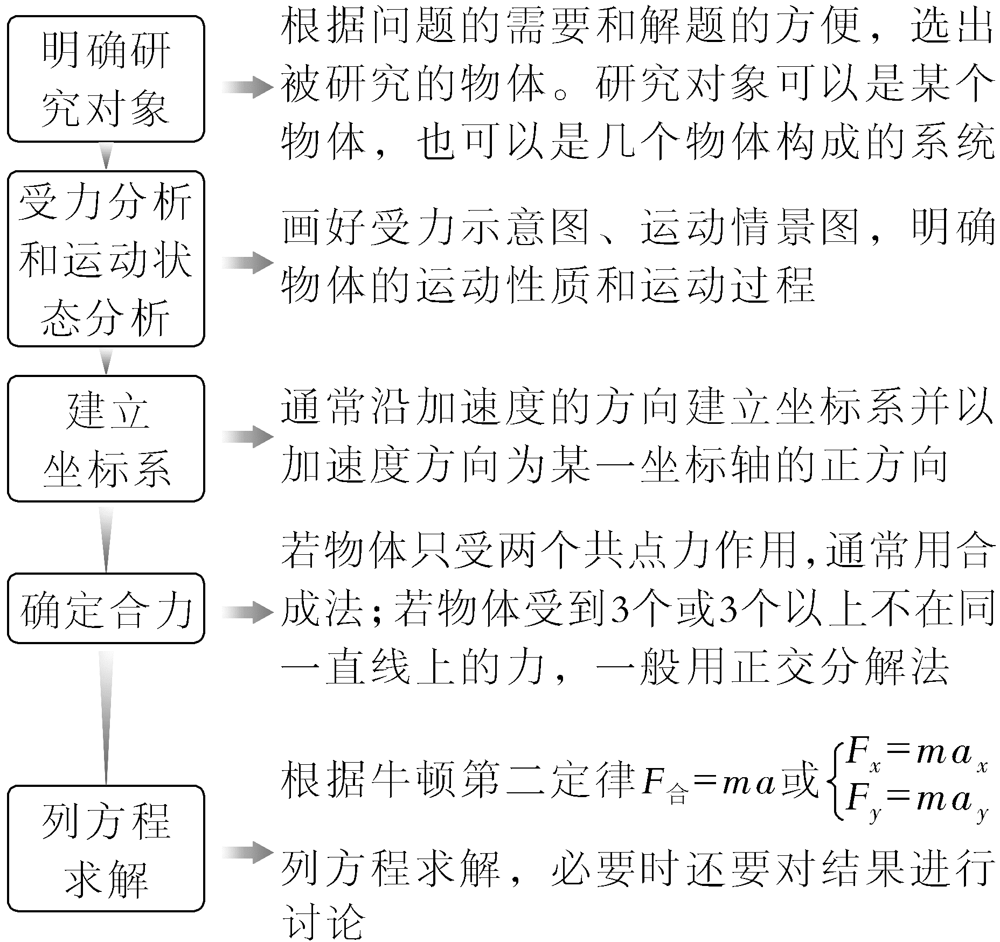 明确研
究对象
根据问题的需要和解题的方便，选出
被研究的物体。研究对象可以是某个
物体，也可以是几个物体构成的系统
受力分析
和运动状
态分析
画好受力示意图、运动情景图，明确
物体的运动性质和运动过程
建立
坐标系
通常沿加速度的方向建立坐标系并以
加速度方向为某一坐标轴的正方向
确定合力
若物体只受两个共点力作用,通常用合
成法;若物体受到3个或3个以上不在同
一直线上的力，一般用正交分解法
列方程
求解
根据牛顿第二定律F合=ma或{Fx=max
Fy=may
列方程求解，必要时还要对结果进行
讨论